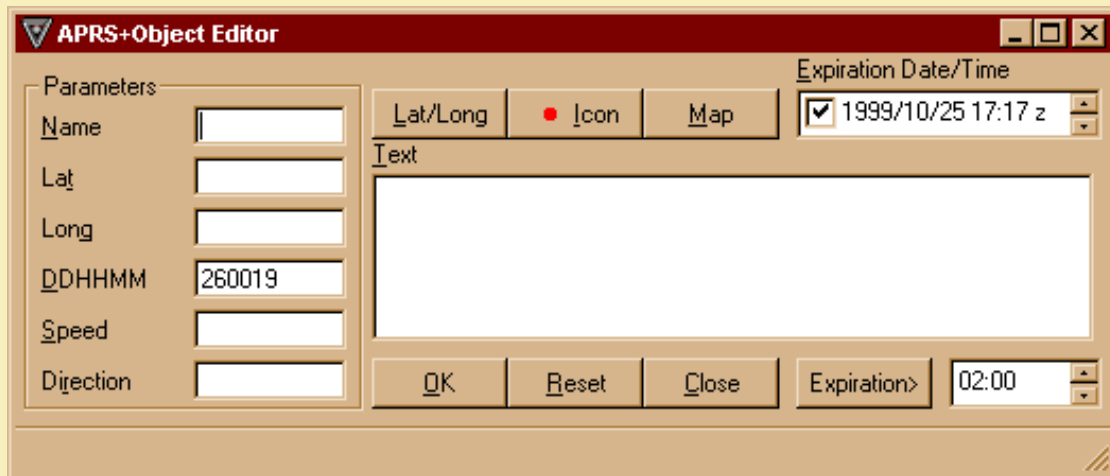 APRS+Object Editor
Parameters
Name
Lat
Long
DDHHMM 260019
Speed
Direction
Lat/Long Icon Map
Expiration Date/Time
1999/10/25 17:17 z
Text
OK Reset Close Expiration> 02:00